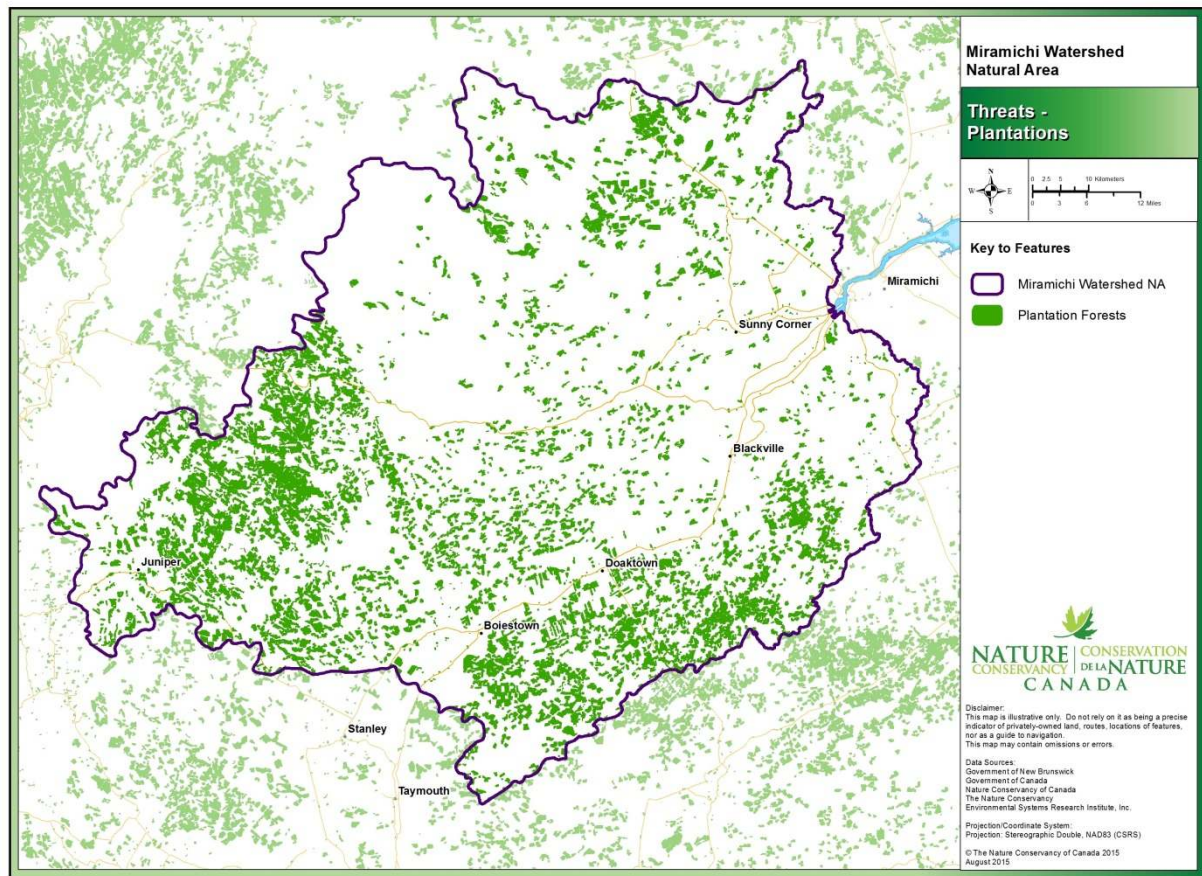 Miramichi Watershed
Natural Area
Threats -
Plantations
N
W
E
S
0 2.5 5 10 Kilometers
0 3 6 12 Miles
Key to Features
Miramichi Watershed NA
Plantation Forests
Miramichi
Sunny Corner
Blackville
Juniper
Doaktown
Boiestown
Stanley
Taymouth
NATURE CONSERVATION
CONSERVANCY DE LA NATURE
CANADA
Disclaimer:
This map is illustrative only. Do not rely on it as being a precise
indicator of privately-owned land, routes, locations of features,
nor as a guide to navigation.
This map may contain omissions or errors.
Data Sources:
Government of New Brunswick
Government of Canada
Nature Conservancy of Canada
The Nature Conservancy
Environmental Systems Research Institute, Inc.
Projection/Coordinate System:
Projection: Stereographic Double, NAD83 (CSRS)
© The Nature Conservancy of Canada 2015
August 2015